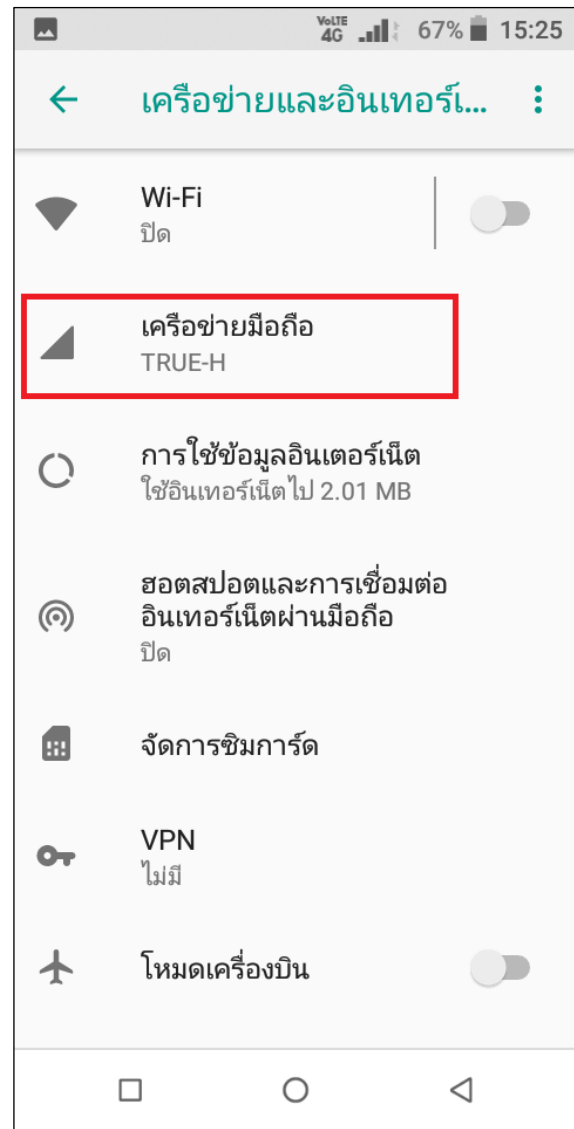 VoLTE
4G 67% 15:25
เครือข่ายและอินเทอร์เ...
Wi-Fi
ปิด
เครือข่ายมือถือ
TRUE-H
การใช้ข้อมูลอินเตอร์เน็ต
ใช้อินเทอร์เน็ตไป 2.01 MB
ฮอตสปอตและการเชื่อมต่อ
อินเทอร์เน็ตผ่านมือถือ
ปิด
จัดการซิมการ์ด
VPN
ไม่มี
โหมดเครื่องบิน